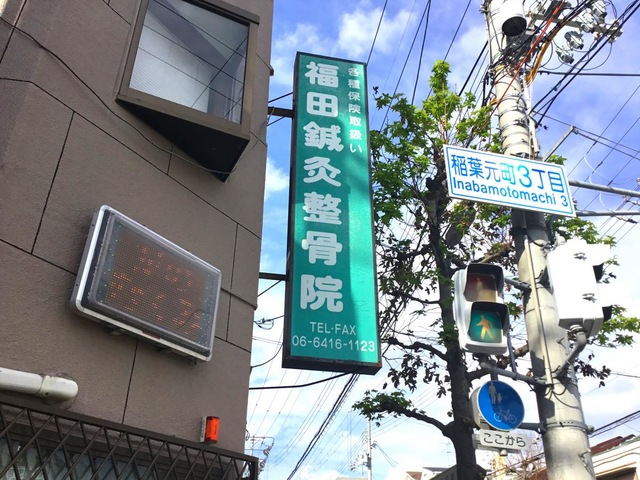 各種保険取扱い
福田鍼灸整骨院
TEL·FAX
06-6416-1123
稲葉元町3丁目
Inabamotomachi 3
ここから